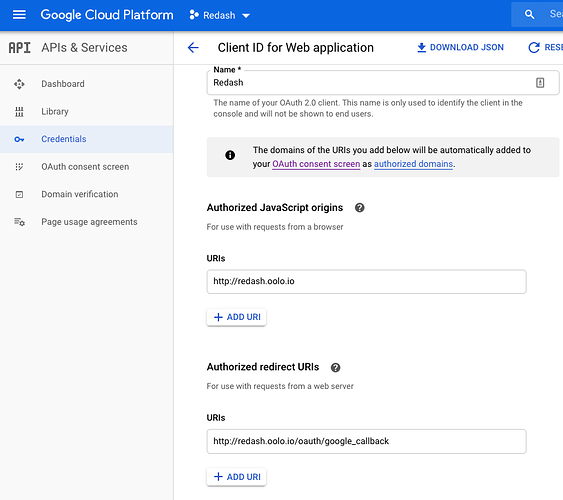 Google Cloud Platform
Redash
Sea
API APIs & Services
Client ID for Web application
DOWNLOAD JSON
RESE
Dashboard
Library
Credentials
OAuth consent screen
Domain verification
Page usage agreements
Name *
Redash
The name of your OAuth 2.0 client. This name is only used to identify the client in the
console and will not be shown to end users.
The domains of the URIs you add below will be automatically added to
your OAuth consent screen as authorized domains.
Authorized JavaScript origins
For use with requests from a browser
URIs
http://redash.oolo.io
ADD URI
Authorized redirect URIs
For use with requests from a web server
URIs
http://redash.oolo.io/oauth/google_callback
ADD URI